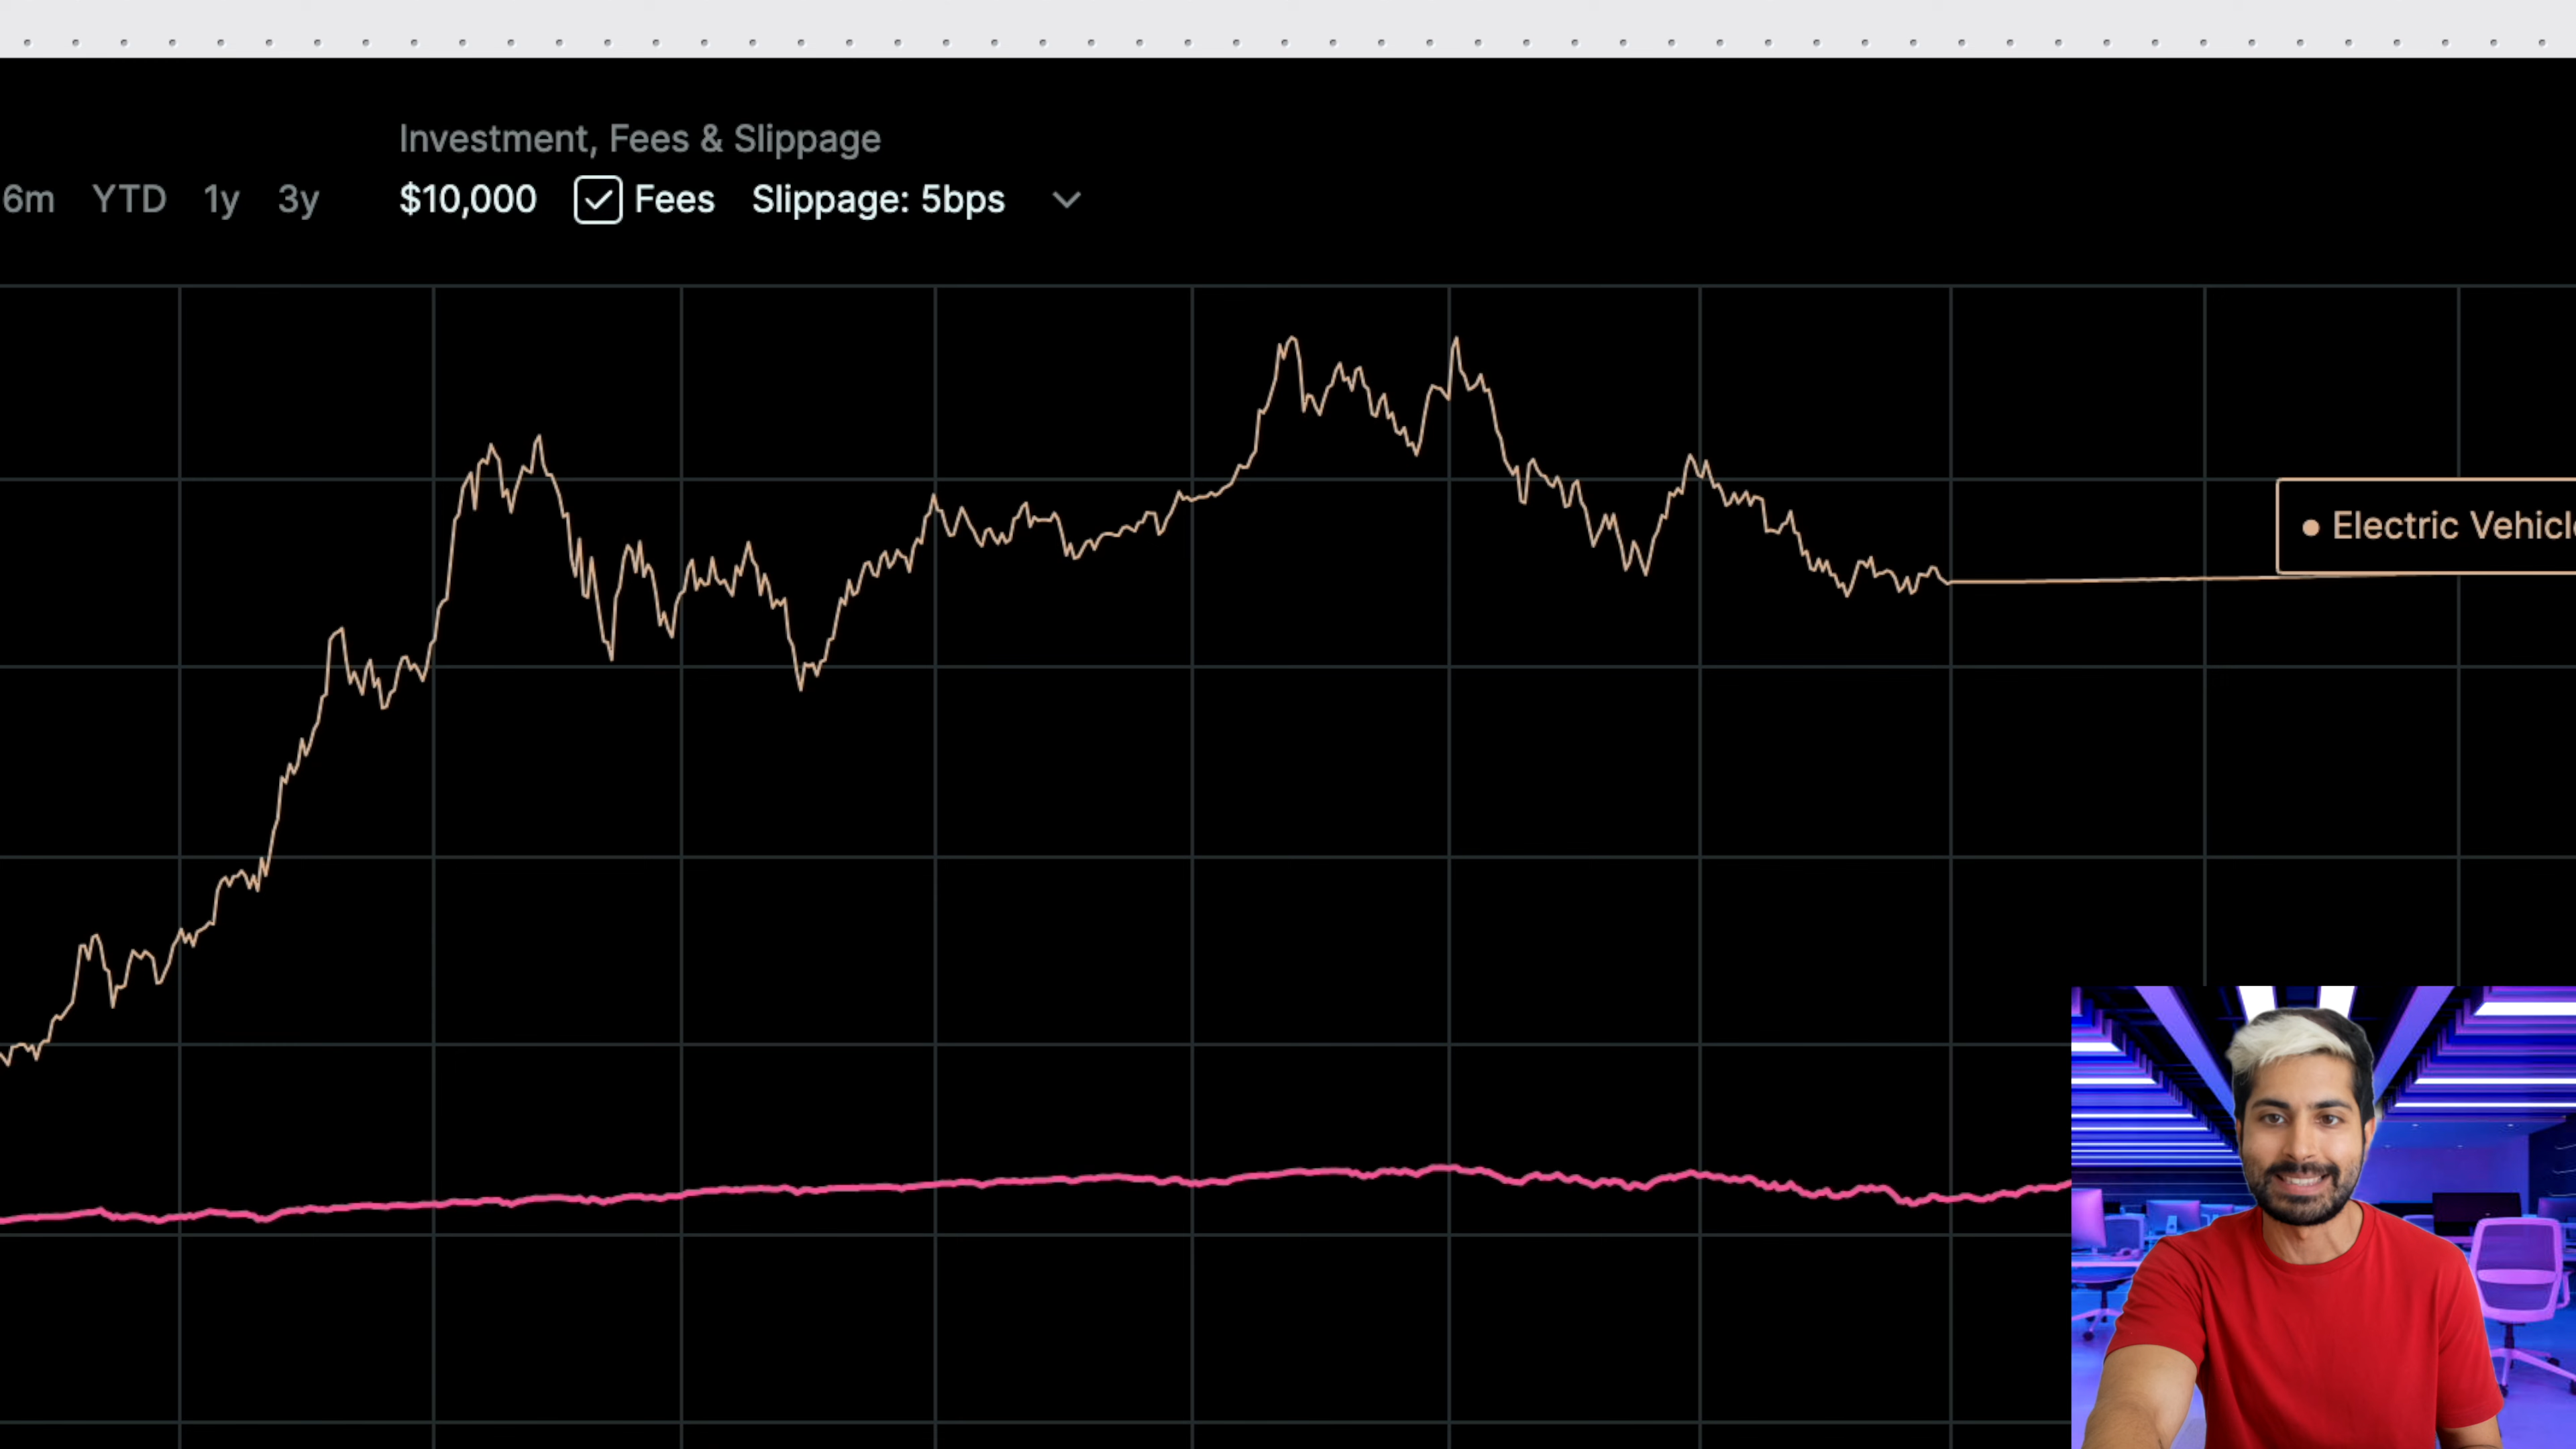 Investment, Fees & Slippage
6m YTD 1y 3y $10,000 Fees Slippage: 5bps
Electric Vehicl